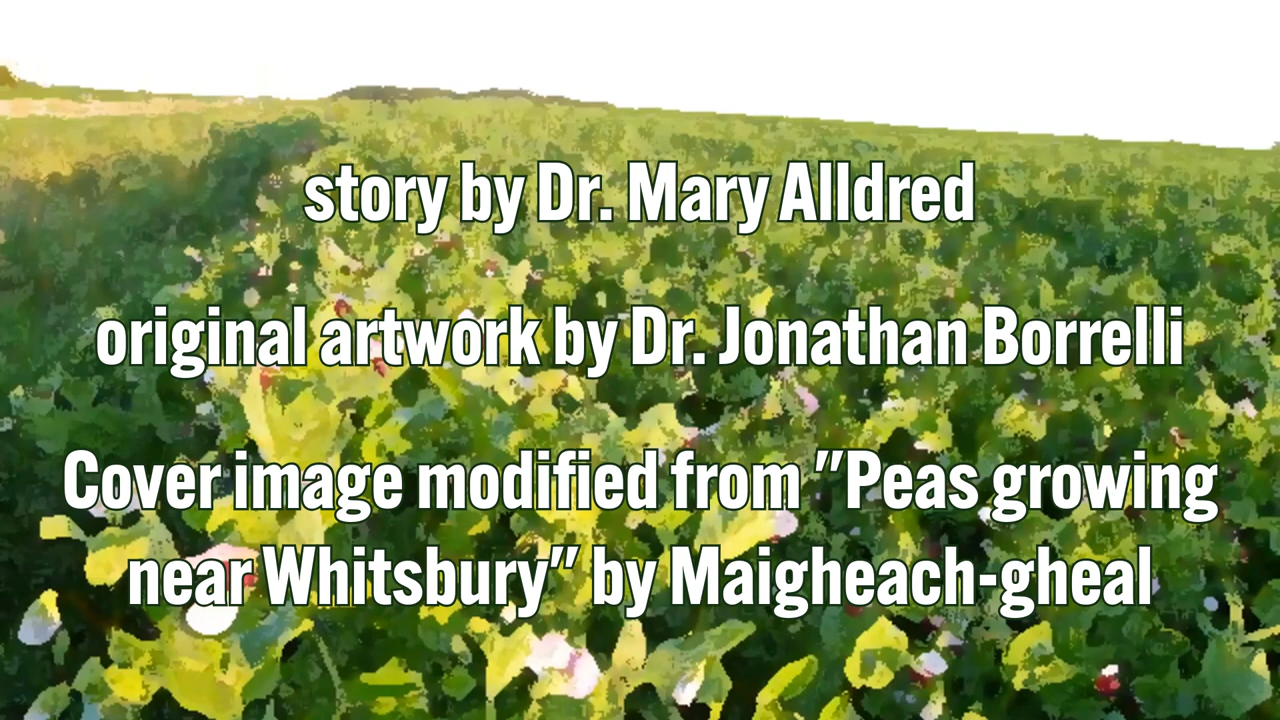 story by Dr. Mary Alldred
original artwork by Dr. Jonathan Borrelli
Cover image modified from "Peas growing
near Whitsbury" by Maigheach-gheal